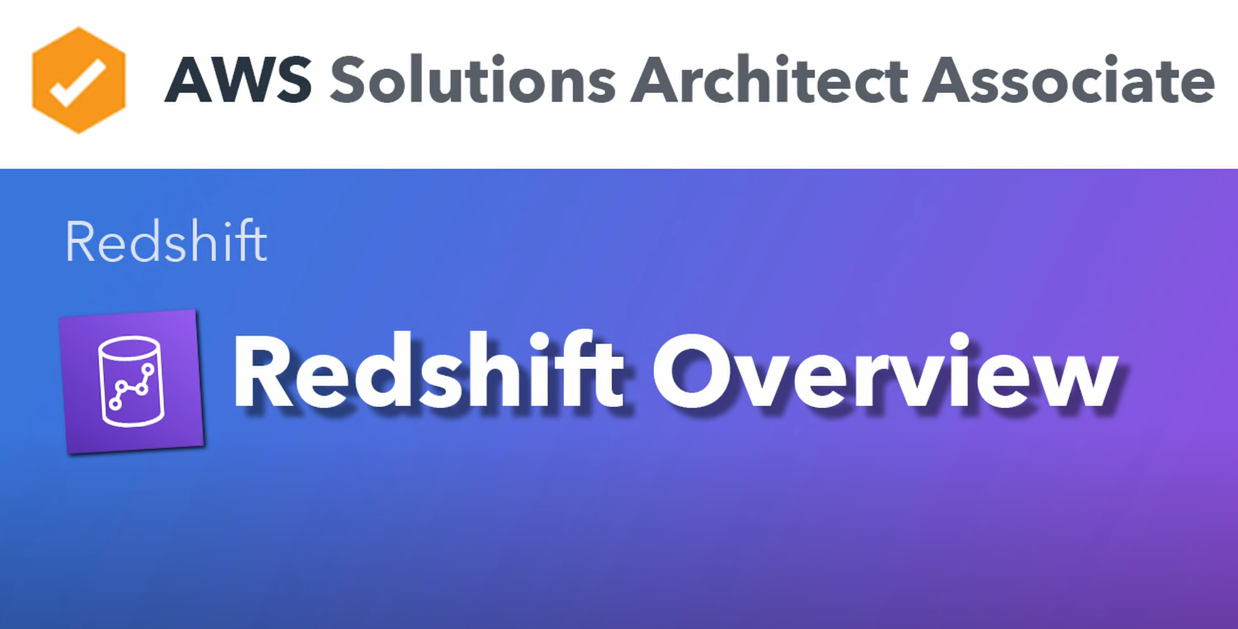 AWS Solutions Architect Associate
Redshift
Redshift Overview